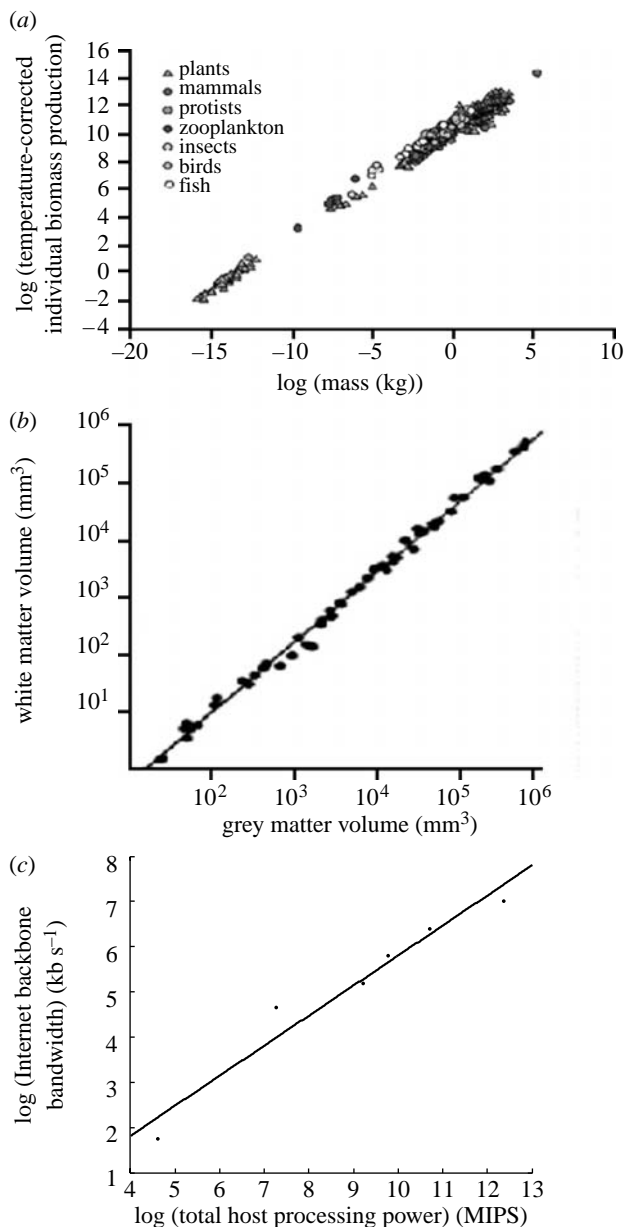 (a)
log (temperature-corrected
individual biomass production)
16
14
12
10
8
6
4
2
0
−2
−4
plants
mammals
protists
zooplankton
insects
birds
fish
−20 −15 −10 −5 0 5 10
log (mass (kg))
(b)
white matter volume (mm³)
10⁶
10⁵
10⁴
10³
10²
10¹
10² 10³ 10⁴ 10⁵ 10⁶
grey matter volume (mm³)
(c)
log (Internet backbone
bandwidth) (kb s⁻¹)
8
7
6
5
4
3
2
1
4 5 6 7 8 9 10 11 12 13
log (total host processing power) (MIPS)